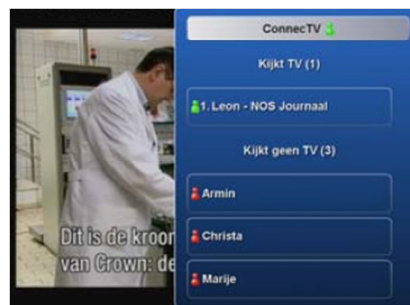 ConnecTV
Kijkt TV (1)
1. Leon - NOS Journaal
Kijkt geen TV (3)
Armin
Christa
Marije
Dit is de kroon
van Crown: de